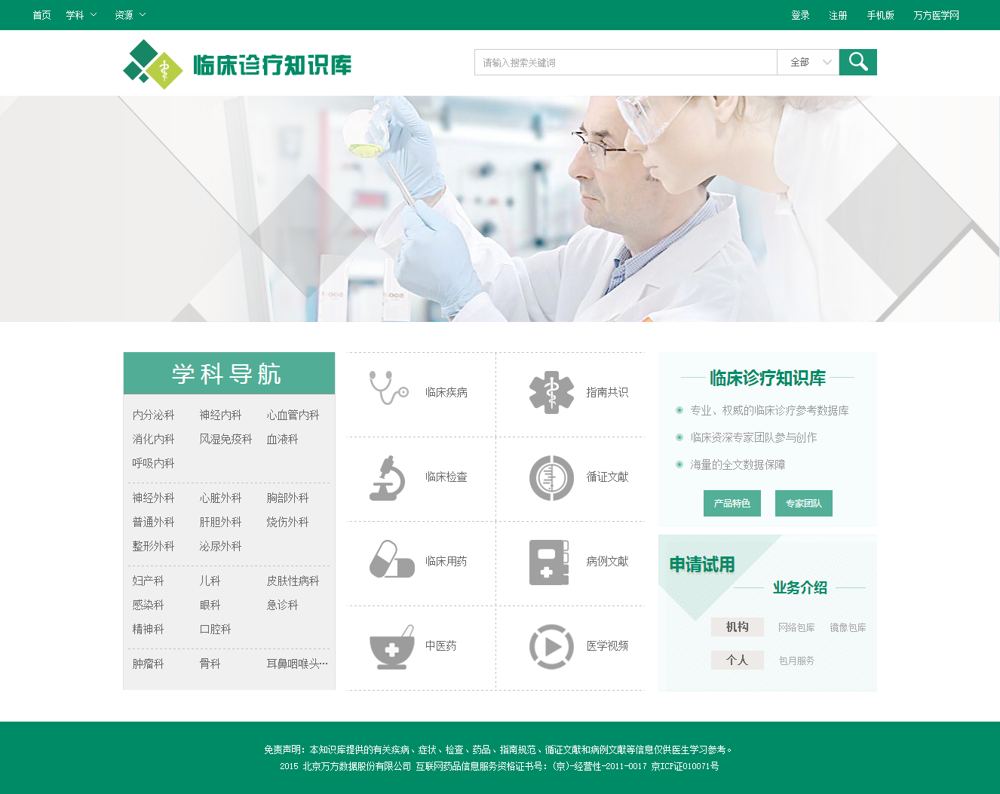 首页 学科 资源 登录 注册 手机版 万方医学网
临床诊疗知识库 请输入搜索关键词 全部
学科导航
内分泌科 神经内科 心血管内科
消化内科 风湿免疫科 血液科
呼吸内科
神经外科 心脏外科 胸部外科
普通外科 肝胆外科 烧伤外科
整形外科 泌尿外科
妇产科 儿科 皮肤性病科
感染科 眼科 急诊科
精神科 口腔科
肿瘤科 骨科 耳鼻咽喉头…
临床疾病 指南共识
临床检查 循证文献
临床用药 病例文献
中医药 医学视频
临床诊疗知识库
专业、权威的临床诊疗参考数据库
临床资深专家团队参与创作
海量的全文数据保障
产品特色 专家团队
申请试用
业务介绍
机构 网络包库 镜像包库
个人 包月服务
免责声明：本知识库提供的有关疾病、症状、检查、药品、指南规范、循证文献和病例文献等信息仅供医生学习参考。
2015 北京万方数据股份有限公司 互联网药品信息服务资格证书号：(京)-经营性-2011-0017 京ICP证010071号